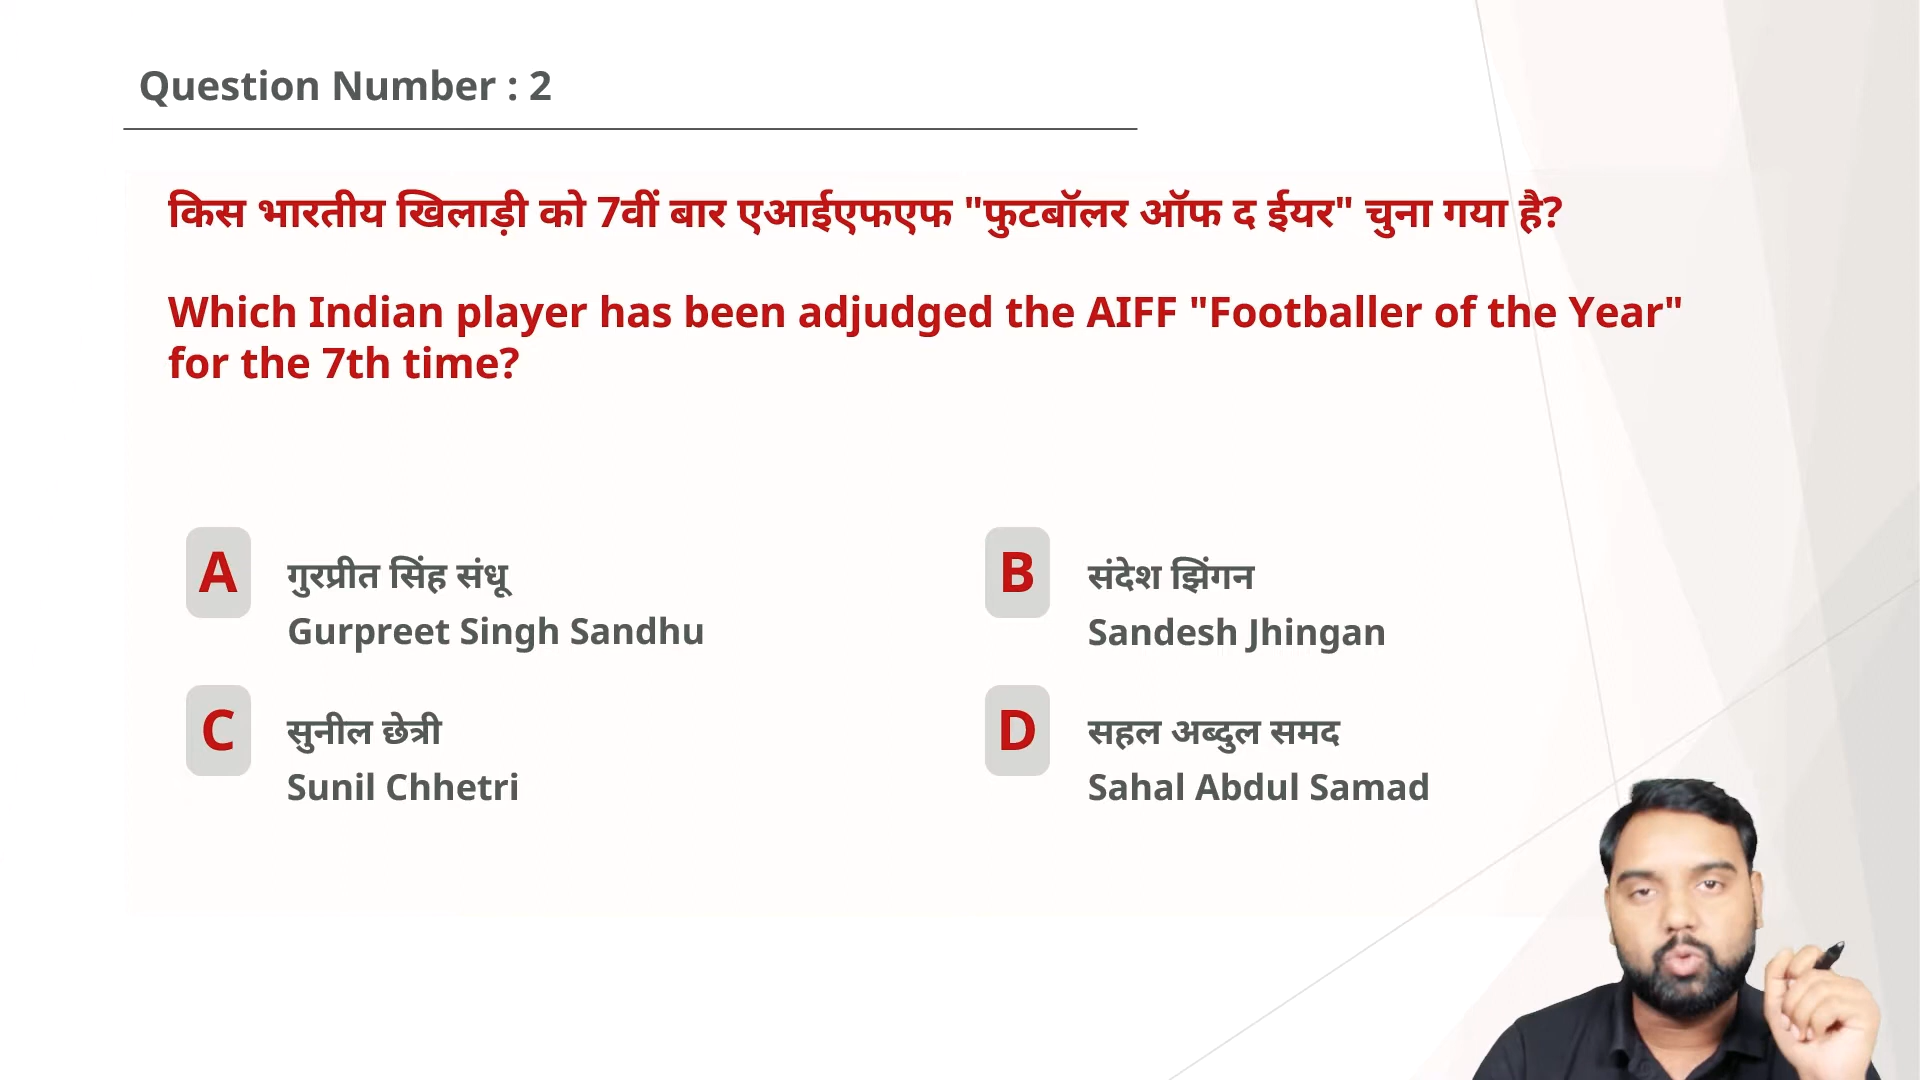 Question Number : 2
किस भारतीय खिलाड़ी को 7वीं बार एआईएफएफ "फुटबॉलर ऑफ द ईयर" चुना गया है?
Which Indian player has been adjudged the AIFF "Footballer of the Year"
for the 7th time?
A
गुरप्रीत सिंह संधू
Gurpreet Singh Sandhu
B
संदेश झिंगन
Sandesh Jhingan
C
सुनील छेत्री
Sunil Chhetri
D
सहल अब्दुल समद
Sahal Abdul Samad